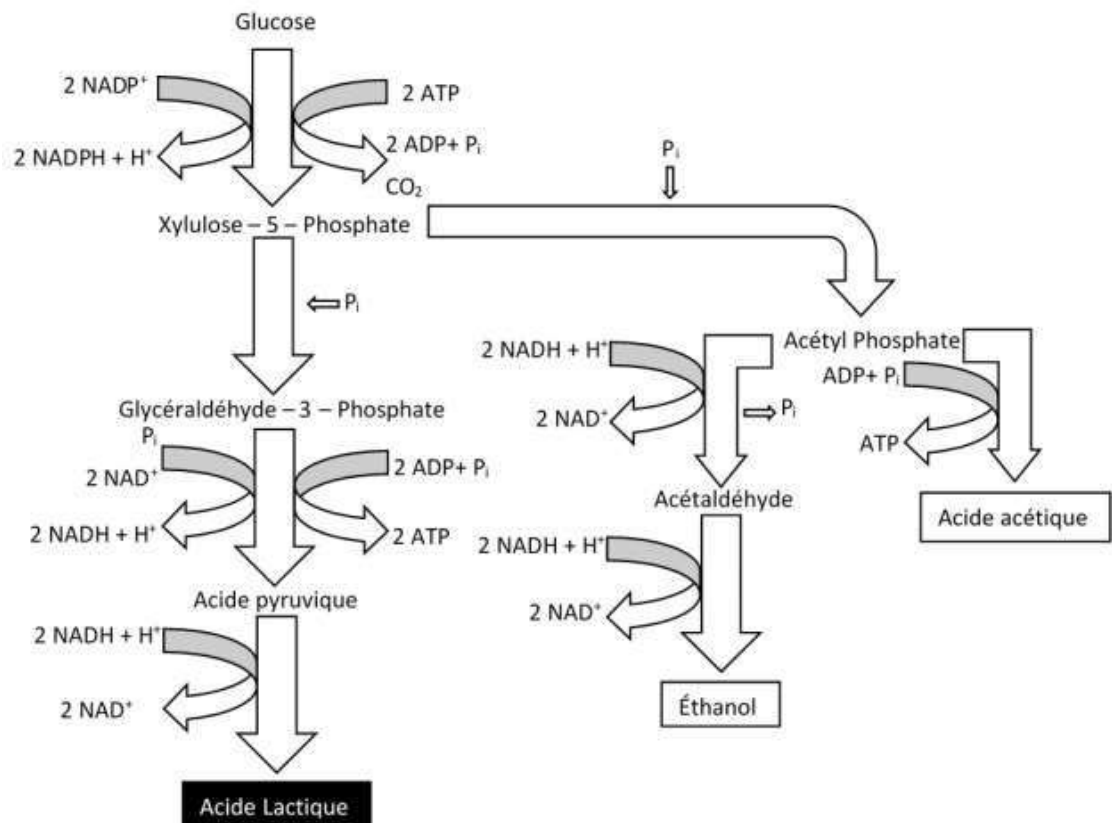 Glucose
2 NADP⁺
2 ATP
2 NADPH + H⁺
2 ADP+ Pᵢ
CO₂
Pᵢ
Xylulose – 5 – Phosphate
Pᵢ
Acétyl Phosphate
2 NADH + H⁺
ADP+ Pᵢ
2 NAD⁺
Pᵢ
ATP
Glycéraldéhyde – 3 – Phosphate
Pᵢ
2 NAD⁺
2 ADP+ Pᵢ
2 NADH + H⁺
2 ATP
Acétaldéhyde
Acide acétique
2 NADH + H⁺
2 NAD⁺
Acide pyruvique
2 NADH + H⁺
2 NAD⁺
Éthanol
Acide Lactique